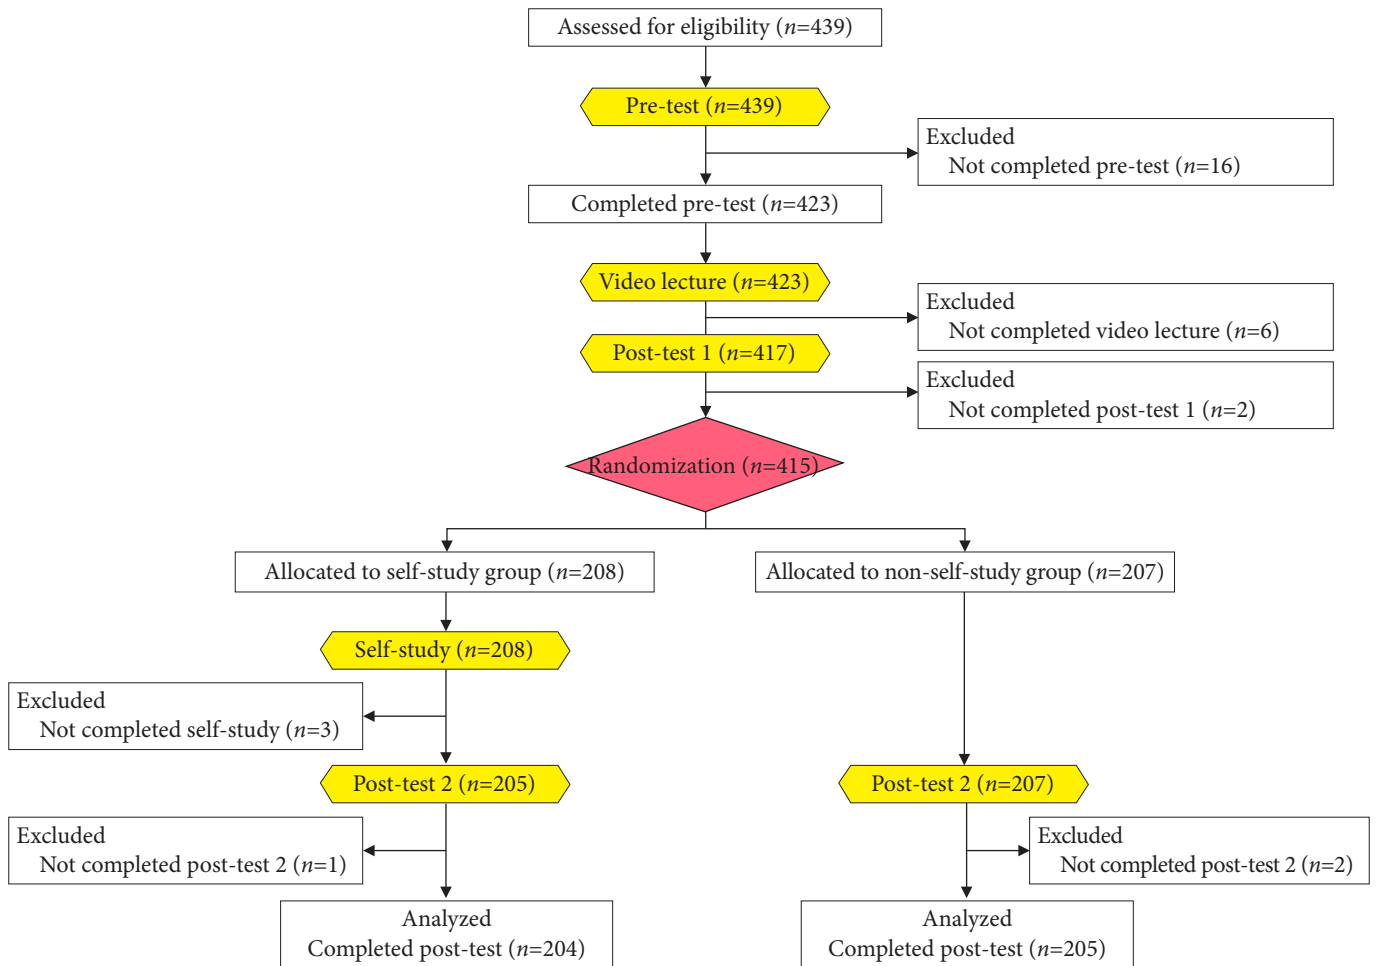 Assessed for eligibility (n=439)
Pre-test (n=439)
Excluded
Not completed pre-test (n=16)
Completed pre-test (n=423)
Video lecture (n=423)
Excluded
Not completed video lecture (n=6)
Post-test 1 (n=417)
Excluded
Not completed post-test 1 (n=2)
Randomization (n=415)
Allocated to self-study group (n=208)
Allocated to non-self-study group (n=207)
Self-study (n=208)
Excluded
Not completed self-study (n=3)
Post-test 2 (n=205)
Post-test 2 (n=207)
Excluded
Not completed post-test 2 (n=1)
Excluded
Not completed post-test 2 (n=2)
Analyzed
Completed post-test (n=204)
Analyzed
Completed post-test (n=205)